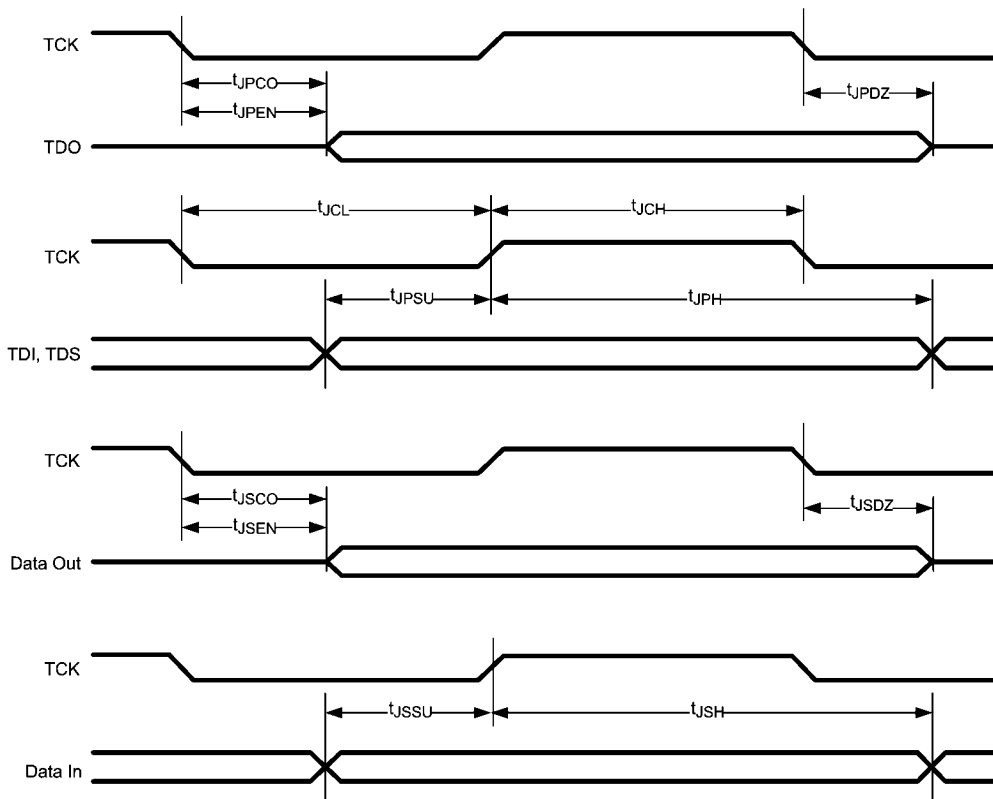 TCK
tJPCO
tJPEN
tJPDZ
TDO
tJCL
tJCH
TCK
tJPSU
tJPH
TDI, TDS
TCK
tJSCO
tJSEN
tJSDZ
Data Out
TCK
tJSSU
tJSH
Data In